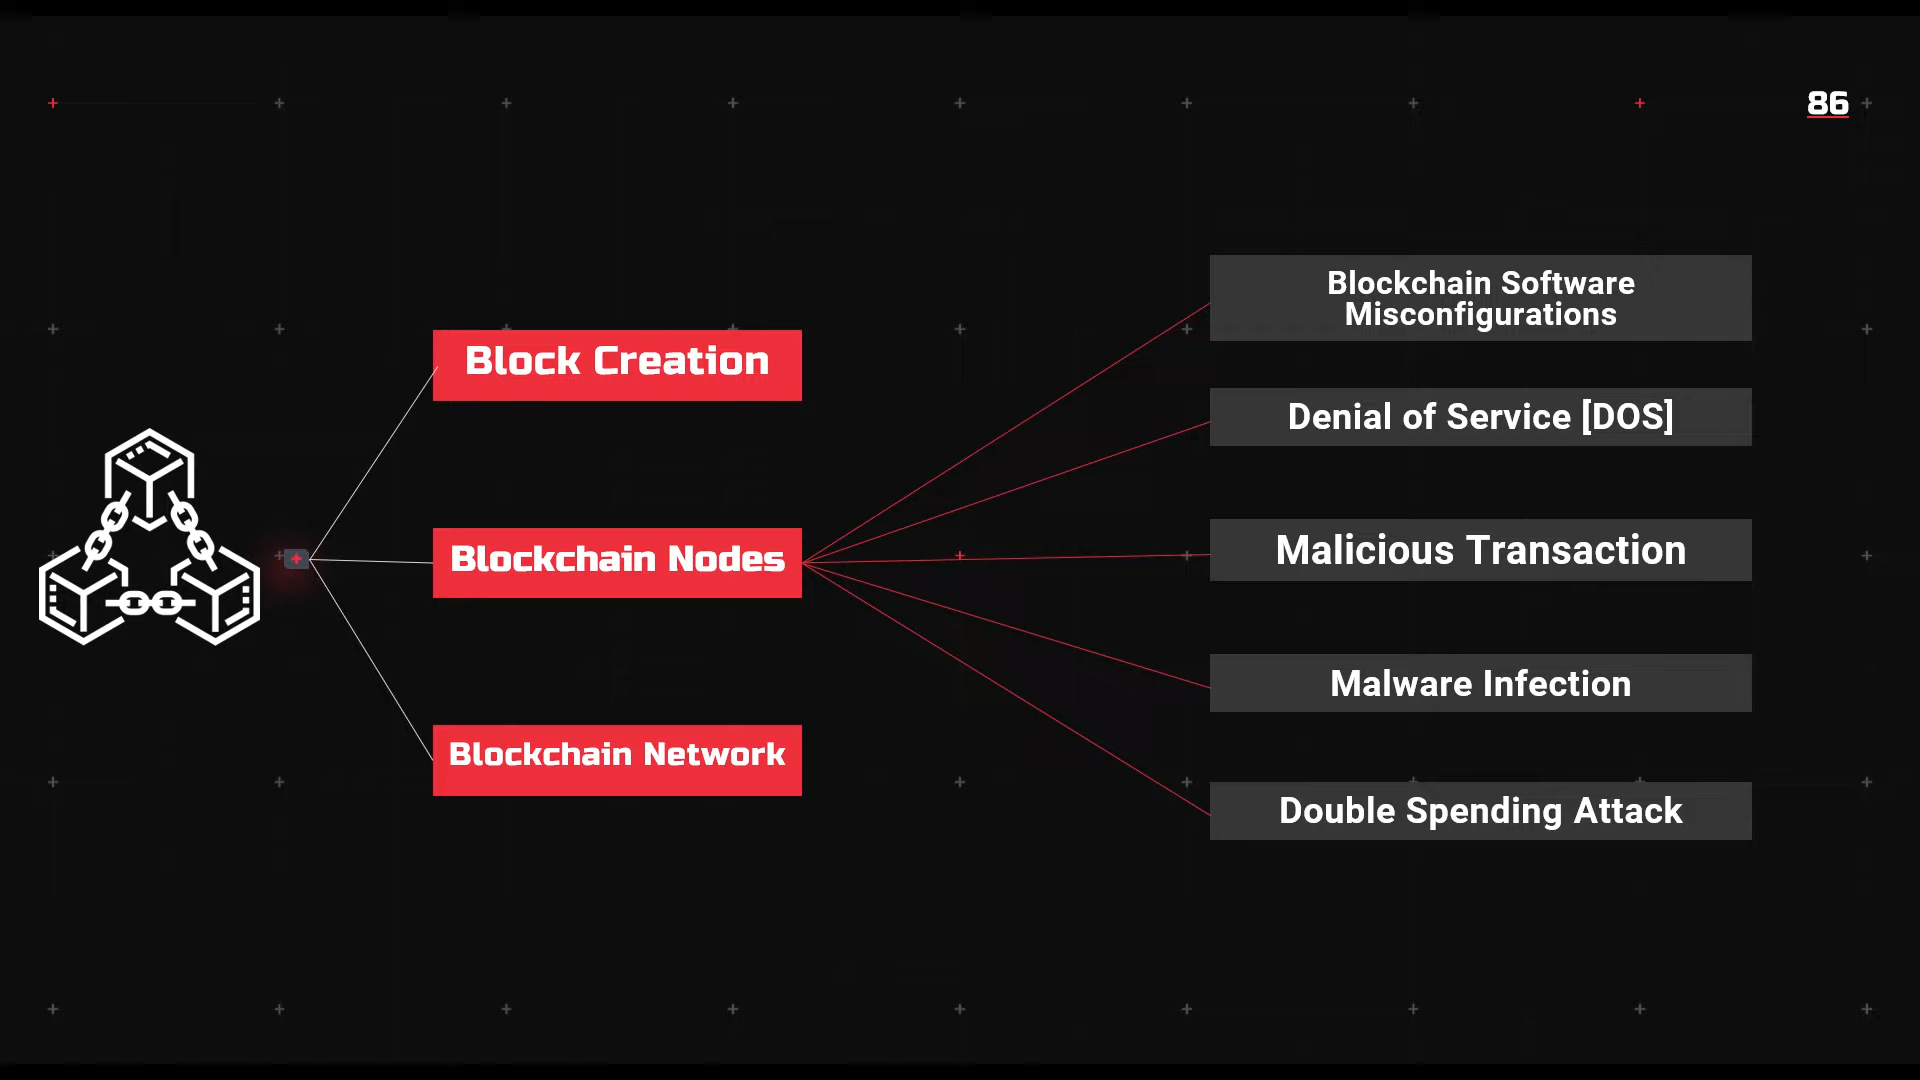 86
Block Creation
Blockchain Nodes
Blockchain Network
Blockchain Software
Misconfigurations
Denial of Service [DOS]
Malicious Transaction
Malware Infection
Double Spending Attack